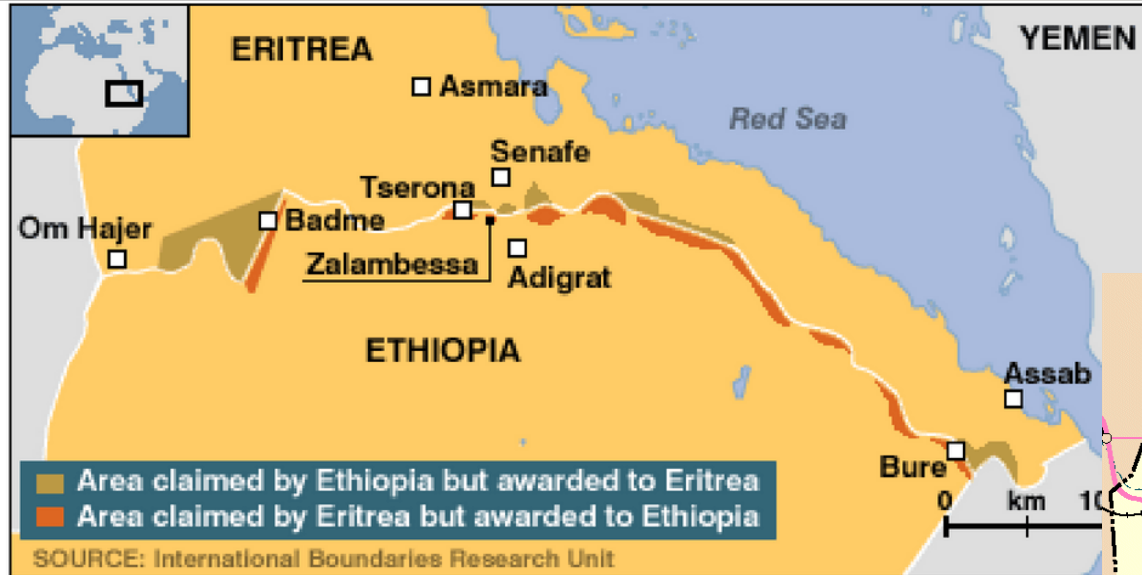 ERITREA
YEMEN
Asmara
Red Sea
Senafe
Tserona
Om Hajer
Badme
Zalambessa
Adigrat
ETHIOPIA
Assab
Bure
Area claimed by Ethiopia but awarded to Eritrea
Area claimed by Eritrea but awarded to Ethiopia
0 km 10
SOURCE: International Boundaries Research Unit